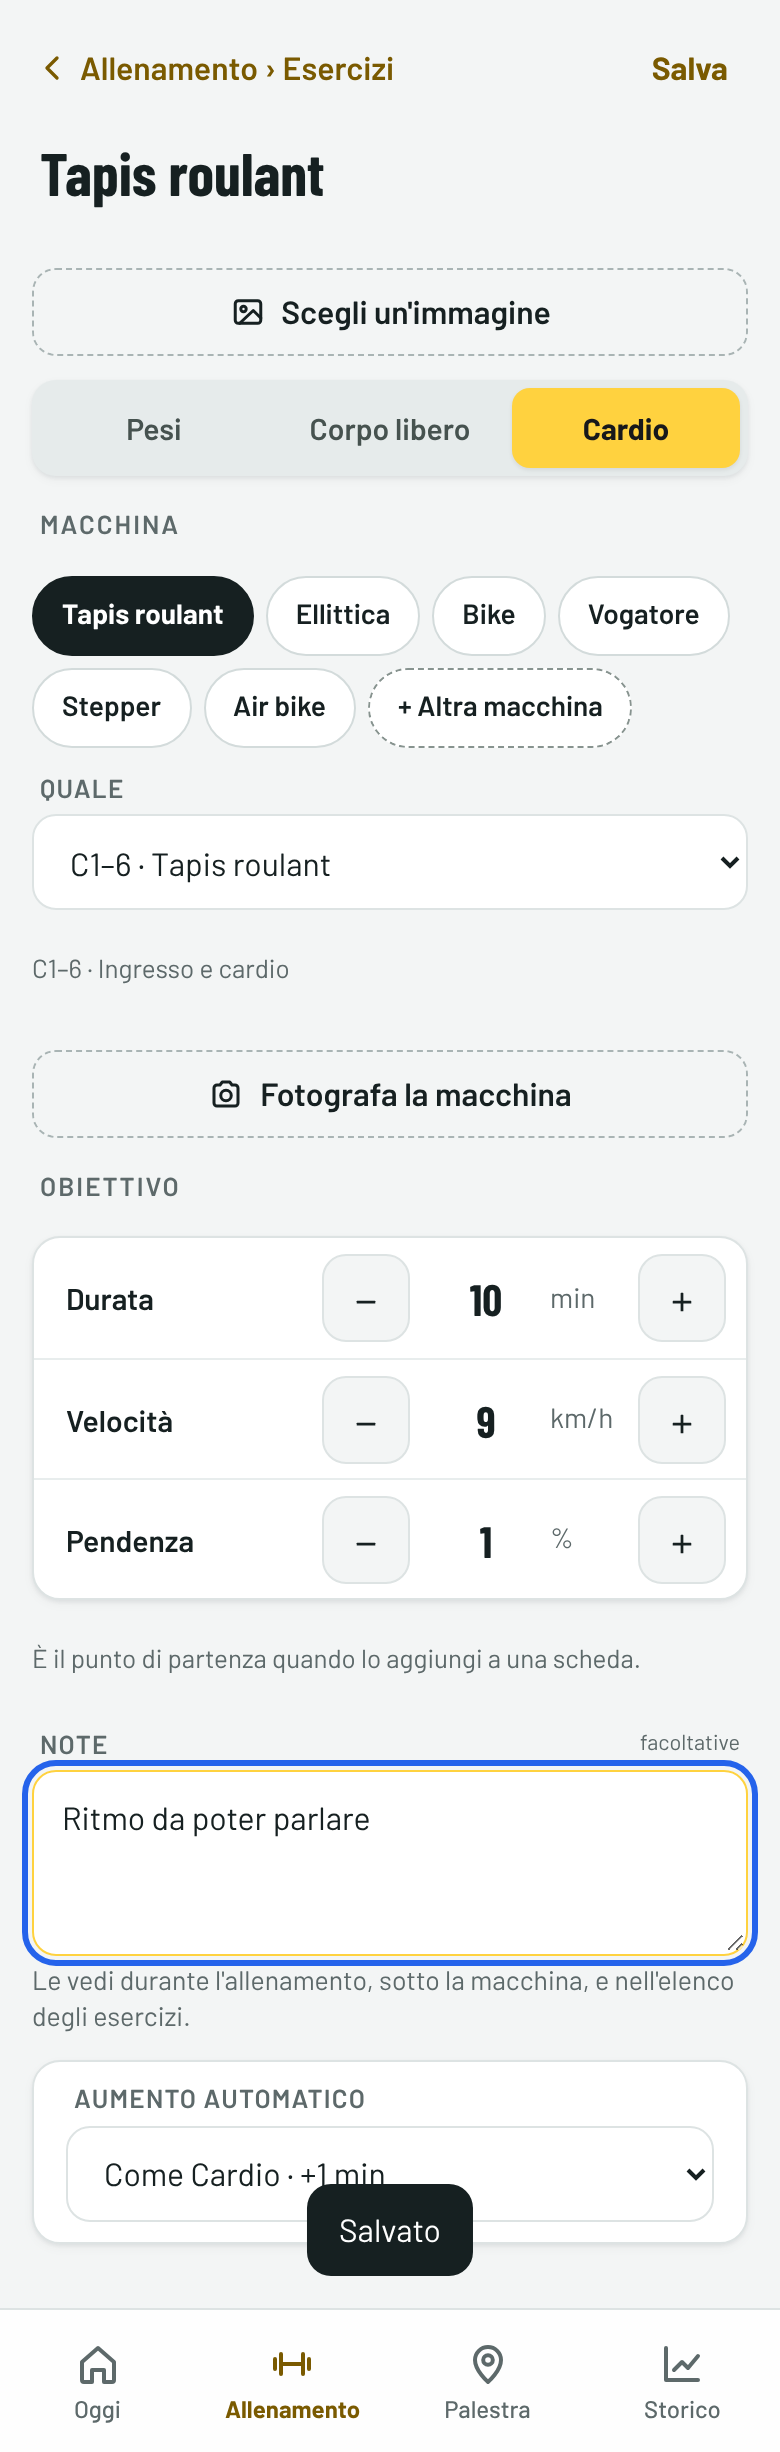 Allenamento › Esercizi
Salva
Tapis roulant
Scegli un'immagine
Pesi
Corpo libero
Cardio
MACCHINA
Tapis roulant
Ellittica
Bike
Vogatore
Stepper
Air bike
+ Altra macchina
QUALE
C1–6 · Tapis roulant
C1–6 · Ingresso e cardio
Fotografa la macchina
OBIETTIVO
Durata
− 10 min +
Velocità
− 9 km/h +
Pendenza
− 1 % +
È il punto di partenza quando lo aggiungi a una scheda.
NOTE
facoltative
Ritmo da poter parlare
Le vedi durante l'allenamento, sotto la macchina, e nell'elenco
degli esercizi.
AUMENTO AUTOMATICO
Come Cardio · +1 min
Salvato
Oggi
Allenamento
Palestra
Storico